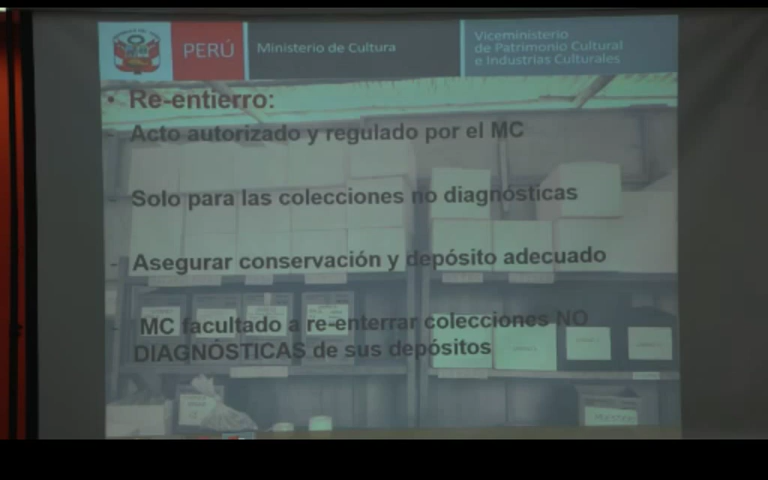 PERÚ
Ministerio de Cultura
Viceministerio
de Patrimonio Cultural
e Industrias Culturales
• Re-entierro:
- Acto autorizado y regulado por el MC
Solo para las colecciones no diagnósticas
- Asegurar conservación y depósito adecuado
MC facultado a re-enterrar colecciones NO
DIAGNÓSTICAS de sus depósitos